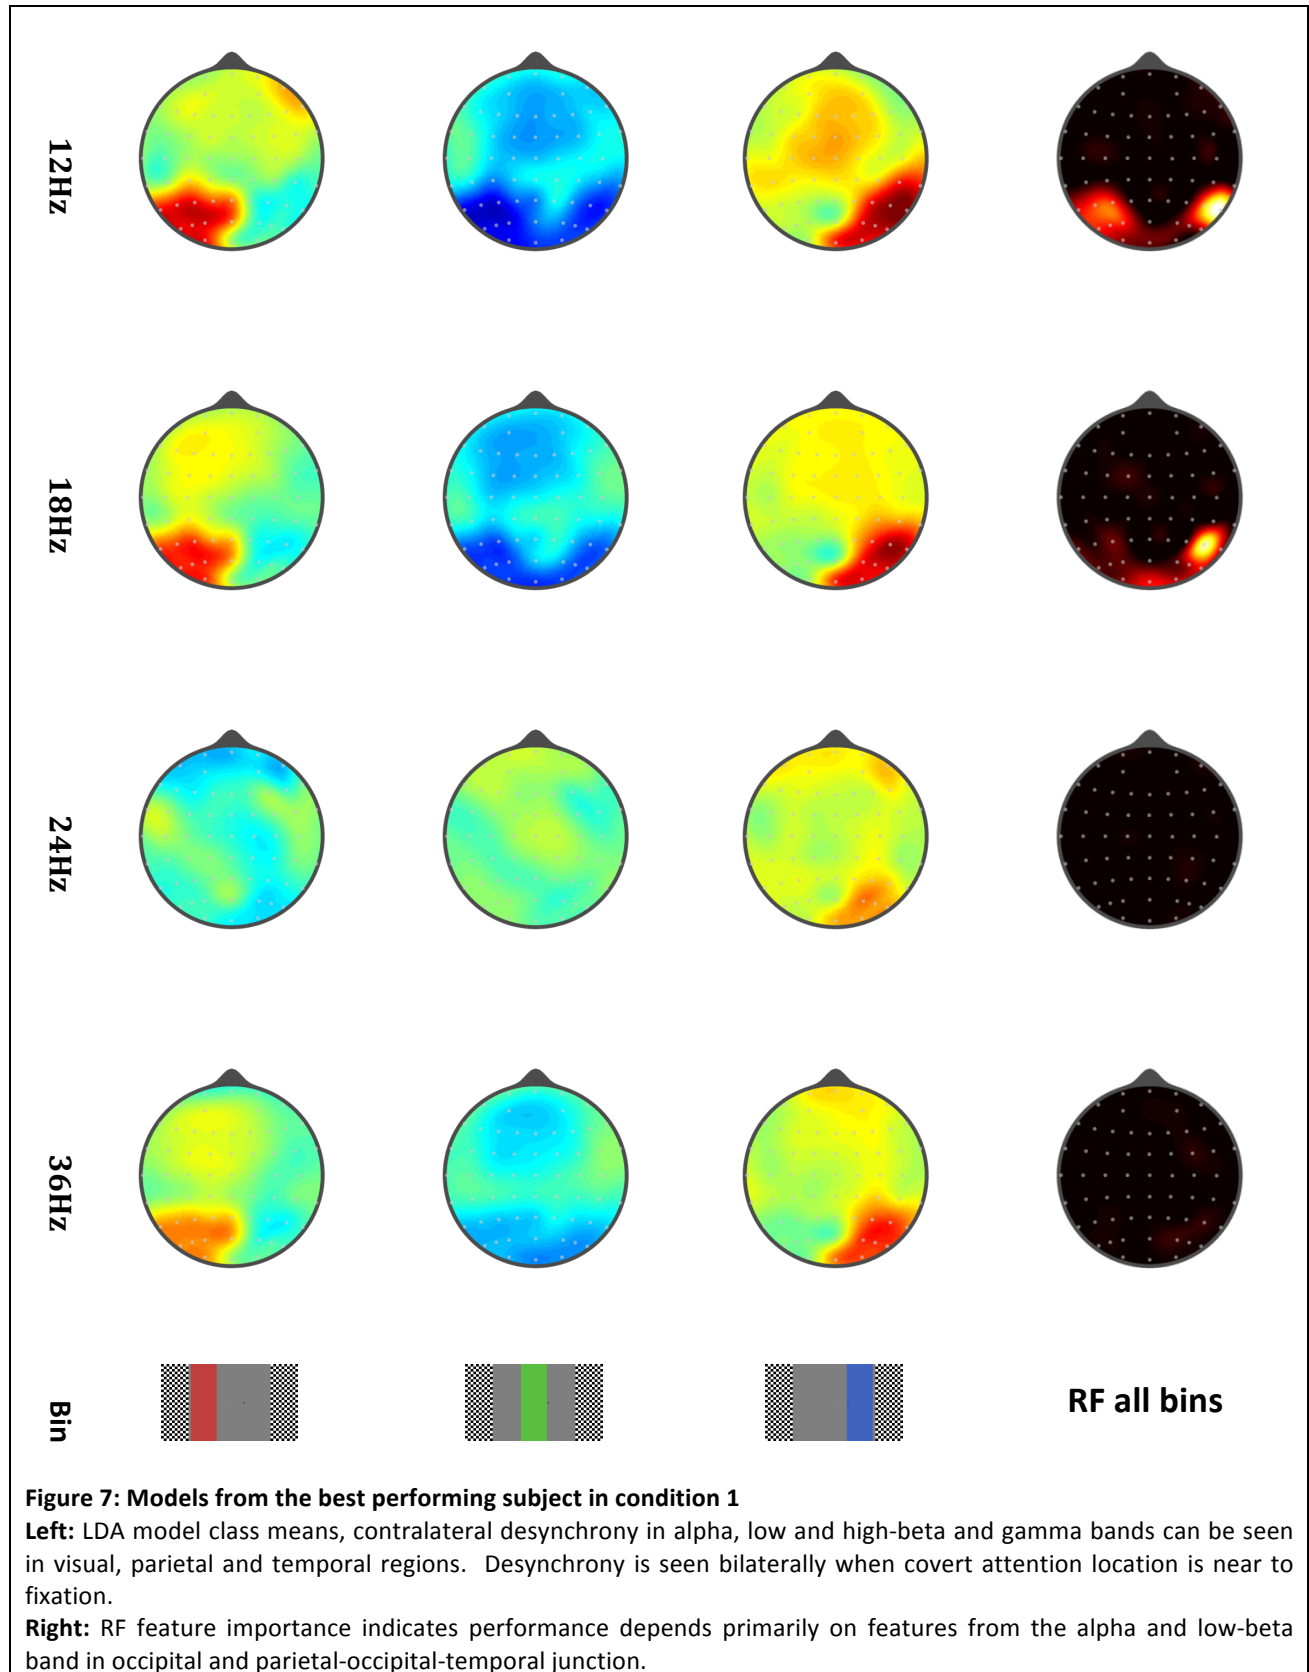 12Hz
18Hz
24Hz
36Hz
Bin
RF all bins
Figure 7: Models from the best performing subject in condition 1
Left: LDA model class means, contralateral desynchrony in alpha, low and high-beta and gamma bands can be seen
in visual, parietal and temporal regions. Desynchrony is seen bilaterally when covert attention location is near to
fixation.
Right: RF feature importance indicates performance depends primarily on features from the alpha and low-beta
band in occipital and parietal-occipital-temporal junction.